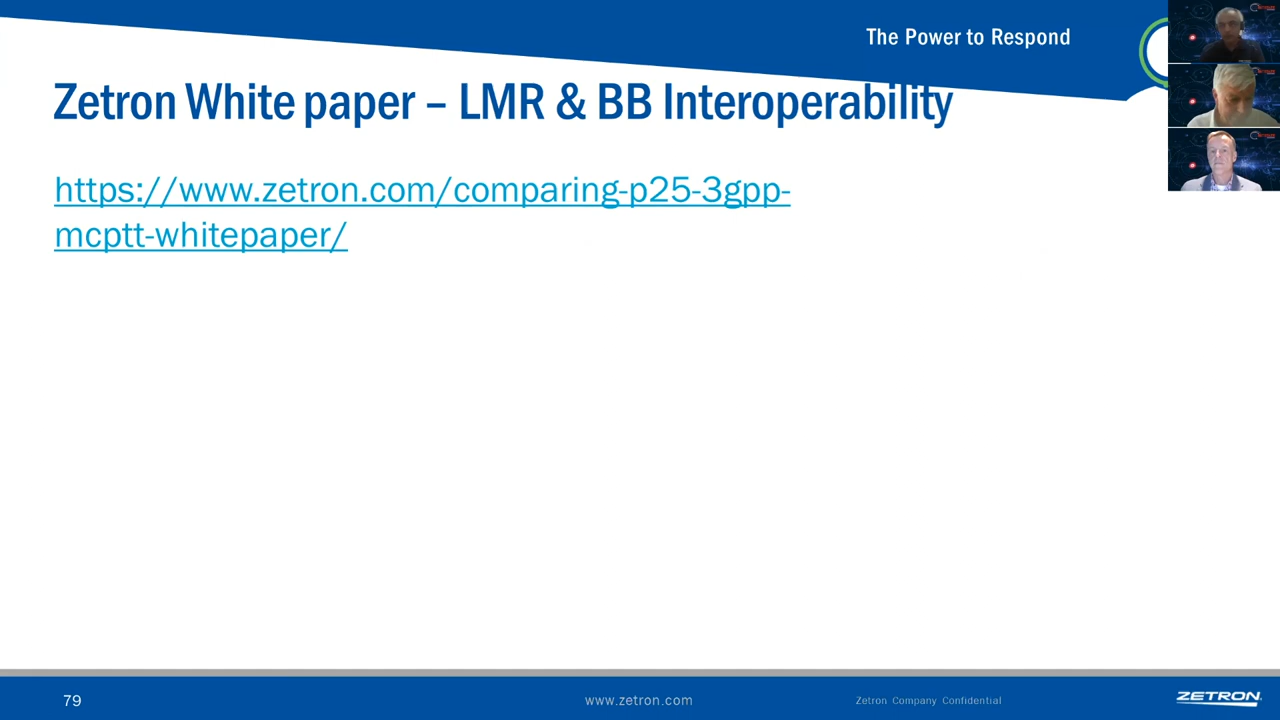 The Power to Respond
Zetron White paper – LMR & BB Interoperability
https://www.zetron.com/comparing-p25-3gpp-
mcptt-whitepaper/
79
www.zetron.com
Zetron Company Confidential
ZETRON